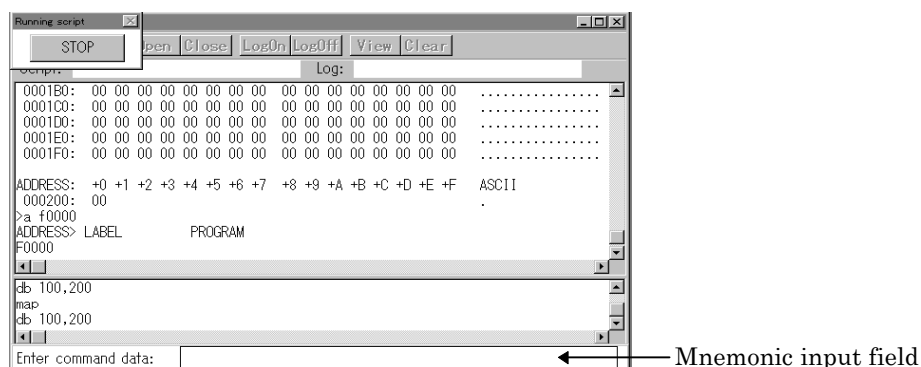 Running script
STOP
Open Close LogOn LogOff View Clear
Script: Log:
0001B0: 00 00 00 00 00 00 00 00 00 00 00 00 00 00 00 00 ................
0001C0: 00 00 00 00 00 00 00 00 00 00 00 00 00 00 00 00 ................
0001D0: 00 00 00 00 00 00 00 00 00 00 00 00 00 00 00 00 ................
0001E0: 00 00 00 00 00 00 00 00 00 00 00 00 00 00 00 00 ................
0001F0: 00 00 00 00 00 00 00 00 00 00 00 00 00 00 00 00 ................
ADDRESS: +0 +1 +2 +3 +4 +5 +6 +7 +8 +9 +A +B +C +D +E +F ASCII
000200: 00 .
>a f0000
ADDRESS> LABEL PROGRAM
F0000
db 100,200
map
db 100,200
Enter command data:
Mnemonic input field